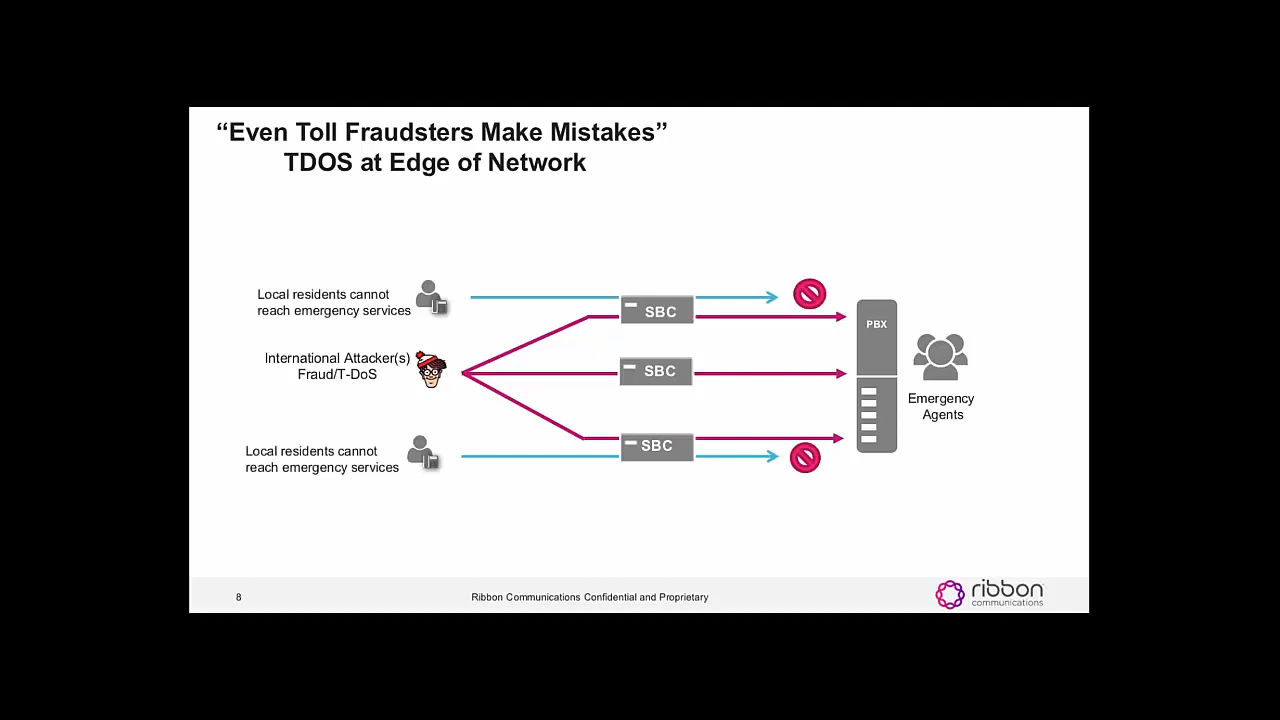 “Even Toll Fraudsters Make Mistakes”
TDOS at Edge of Network
Local residents cannot
reach emergency services
SBC
PBX
International Attacker(s)
Fraud/T-DoS
SBC
Emergency
Agents
Local residents cannot
reach emergency services
SBC
8
Ribbon Communications Confidential and Proprietary
ribbon
communications